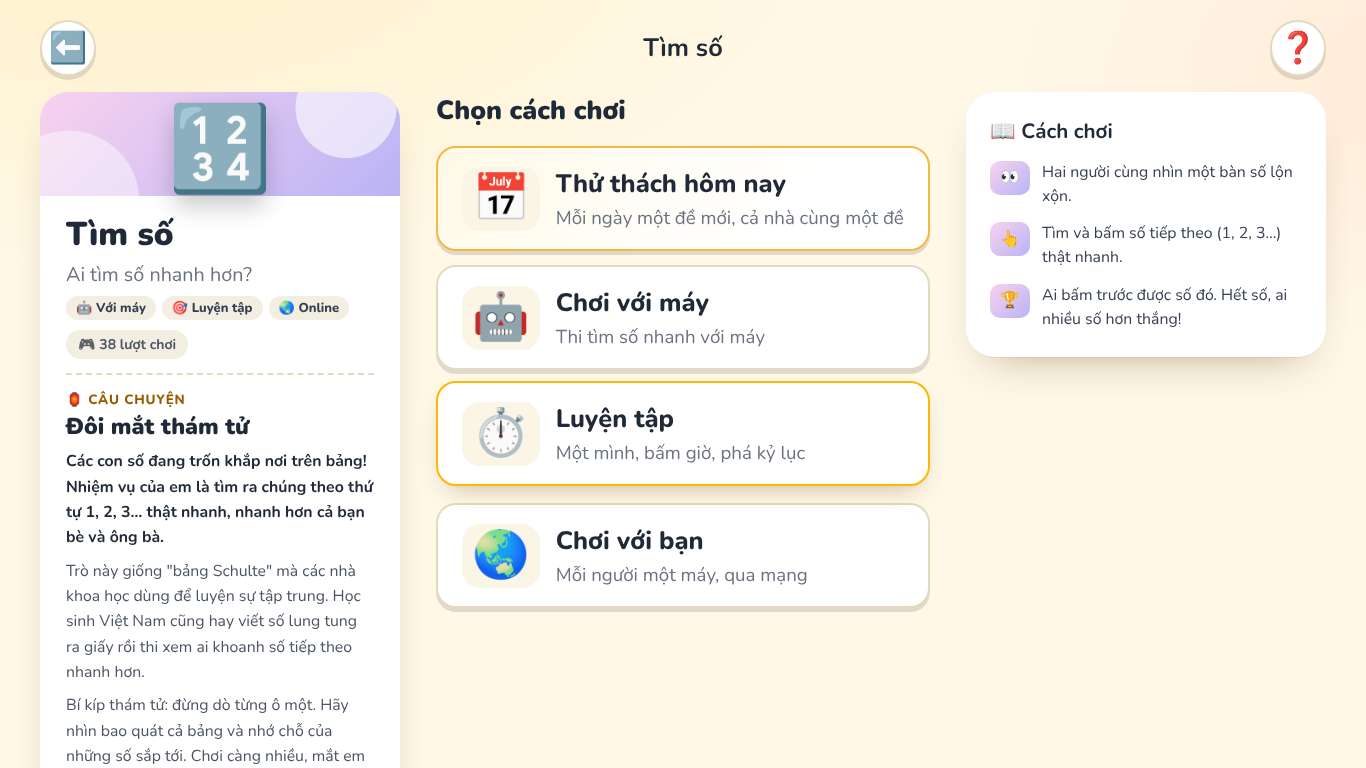 Tìm số
1 2
3 4
Tìm số
Ai tìm số nhanh hơn?
Với máy
Luyện tập
Online
38 lượt chơi
CÂU CHUYỆN
Đôi mắt thám tử
Các con số đang trốn khắp nơi trên bảng!
Nhiệm vụ của em là tìm ra chúng theo thứ
tự 1, 2, 3... thật nhanh, nhanh hơn cả bạn
bè và ông bà.
Trò này giống "bảng Schulte" mà các nhà
khoa học dùng để luyện sự tập trung. Học
sinh Việt Nam cũng hay viết số lung tung
ra giấy rồi thi xem ai khoanh số tiếp theo
nhanh hơn.
Bí kíp thám tử: đừng dò từng ô một. Hãy
nhìn bao quát cả bảng và nhớ chỗ của
những số sắp tới. Chơi càng nhiều, mắt em
Chọn cách chơi
July
17
Thử thách hôm nay
Mỗi ngày một đề mới, cả nhà cùng một đề
Chơi với máy
Thi tìm số nhanh với máy
Luyện tập
Một mình, bấm giờ, phá kỷ lục
Chơi với bạn
Mỗi người một máy, qua mạng
Cách chơi
Hai người cùng nhìn một bàn số lộn
xộn.
Tìm và bấm số tiếp theo (1, 2, 3...)
thật nhanh.
Ai bấm trước được số đó. Hết số, ai
nhiều số hơn thắng!